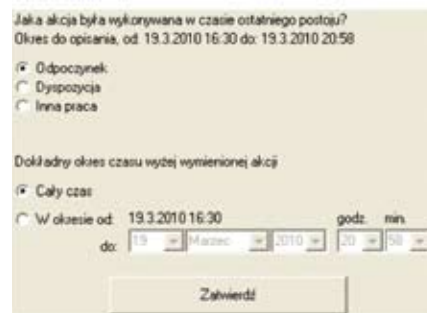 Jaka akcja była wykonywana w czasie ostatniego postoju?
Okres do opisania, od: 19.3.2010 16:30 do: 19.3.2010 20:58
Odpoczynek
Dyspozycja
Inna praca
Dokładny okres czasu wyżej wymienionej akcji
Cały czas
W okresie od: 19.3.2010 16:30 godz. min.
do: 19 Marzec 2010 20 58
Zatwierdź